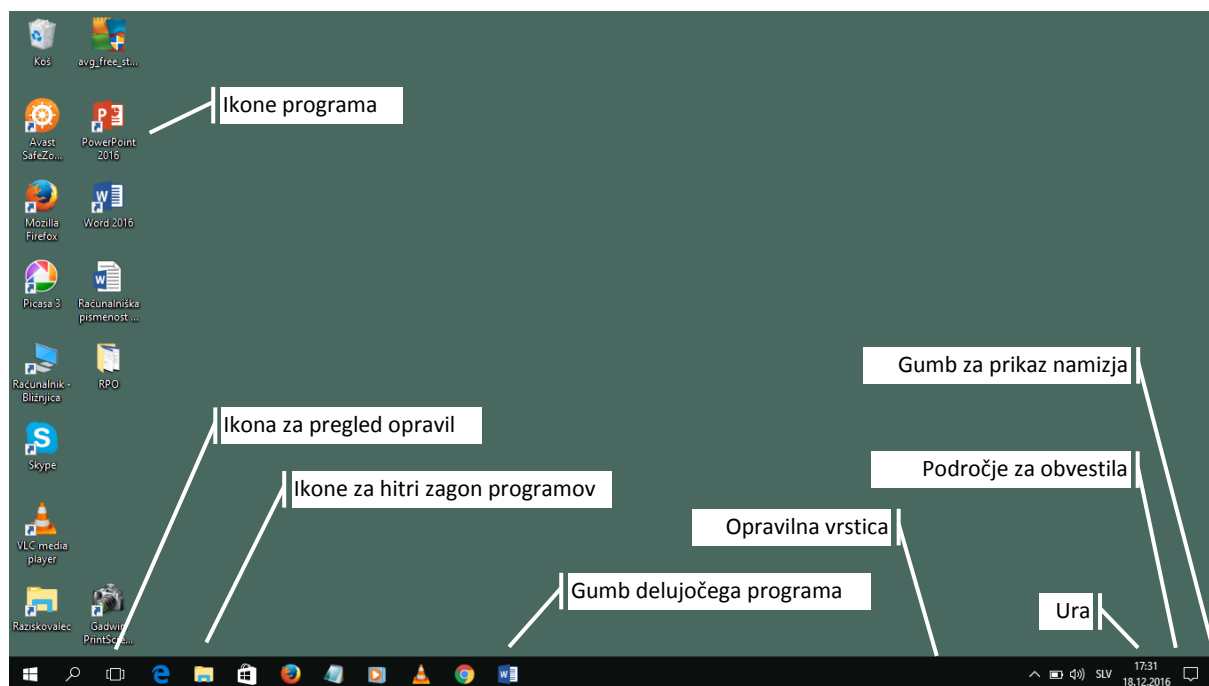 Koš
avg_free_st...
Ikone programa
Avast
SafeZo...
PowerPoint
2016
Mozilla
Firefox
Word 2016
Picasa 3
Računalniška
pismenost ...
Računalnik -
Bližnjica
RPO
Gumb za prikaz namizja
Ikona za pregled opravil
Skype
Področje za obvestila
Ikone za hitri zagon programov
Opravilna vrstica
VLC media
player
Gumb delujočega programa
Ura
Raziskovalec
Gadwin
PrintScre...
SLV
17:31
18.12.2016